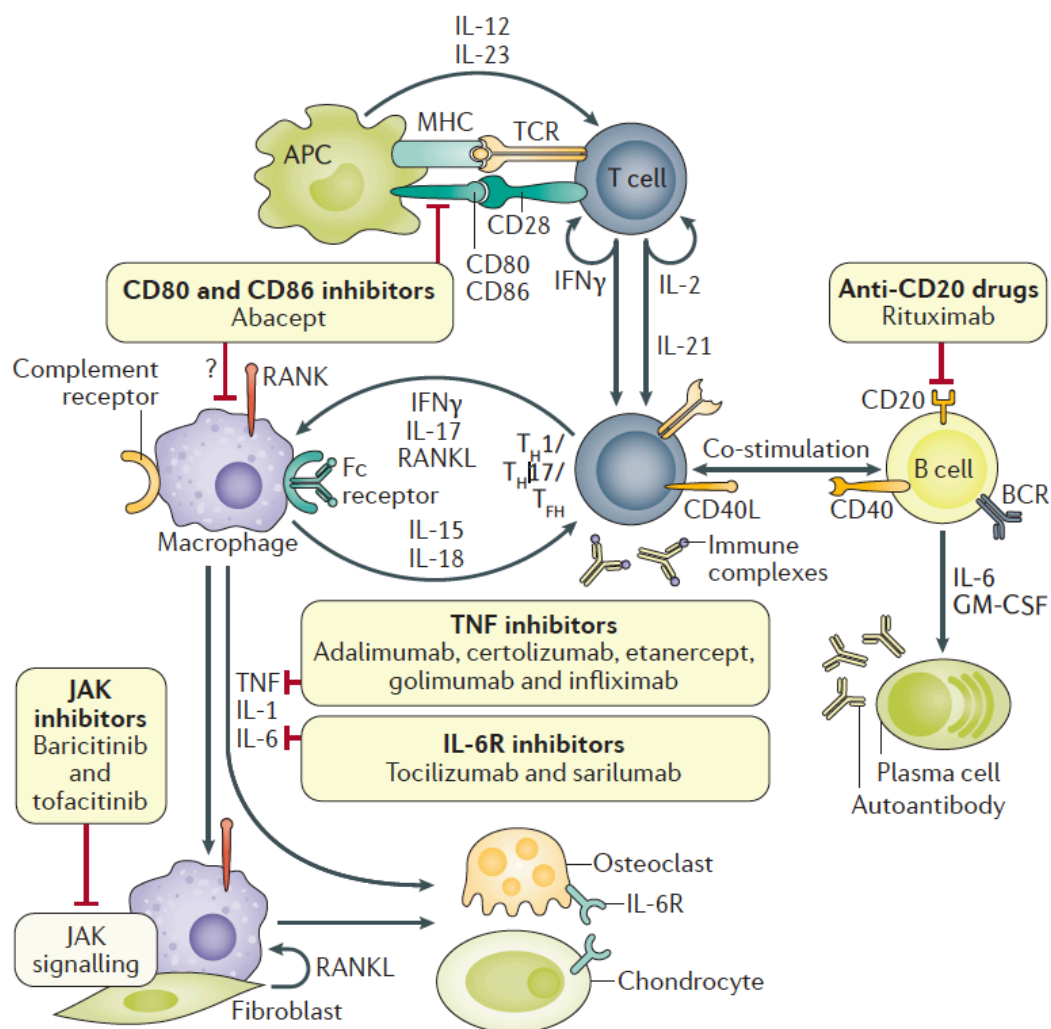 IL-12
IL-23
MHC
TCR
APC
T cell
CD28
CD80
CD86
IFNγ
IL-2
IL-21
CD80 and CD86 inhibitors
Abacept
Anti-CD20 drugs
Rituximab
?
Complement
receptor
RANK
IFNγ
IL-17
RANKL
Fc
receptor
Macrophage
IL-15
IL-18
TH1/
TH17/
TFH
CD40L
Co-stimulation
CD20
B cell
CD40
BCR
Immune
complexes
IL-6
GM-CSF
TNF inhibitors
Adalimumab, certolizumab, etanercept,
golimumab and infliximab
TNF
IL-1
IL-6
IL-6R inhibitors
Tocilizumab and sarilumab
JAK
inhibitors
Baricitinib
and
tofacitinib
Plasma cell
Autoantibody
Osteoclast
IL-6R
Chondrocyte
JAK
signalling
RANKL
Fibroblast